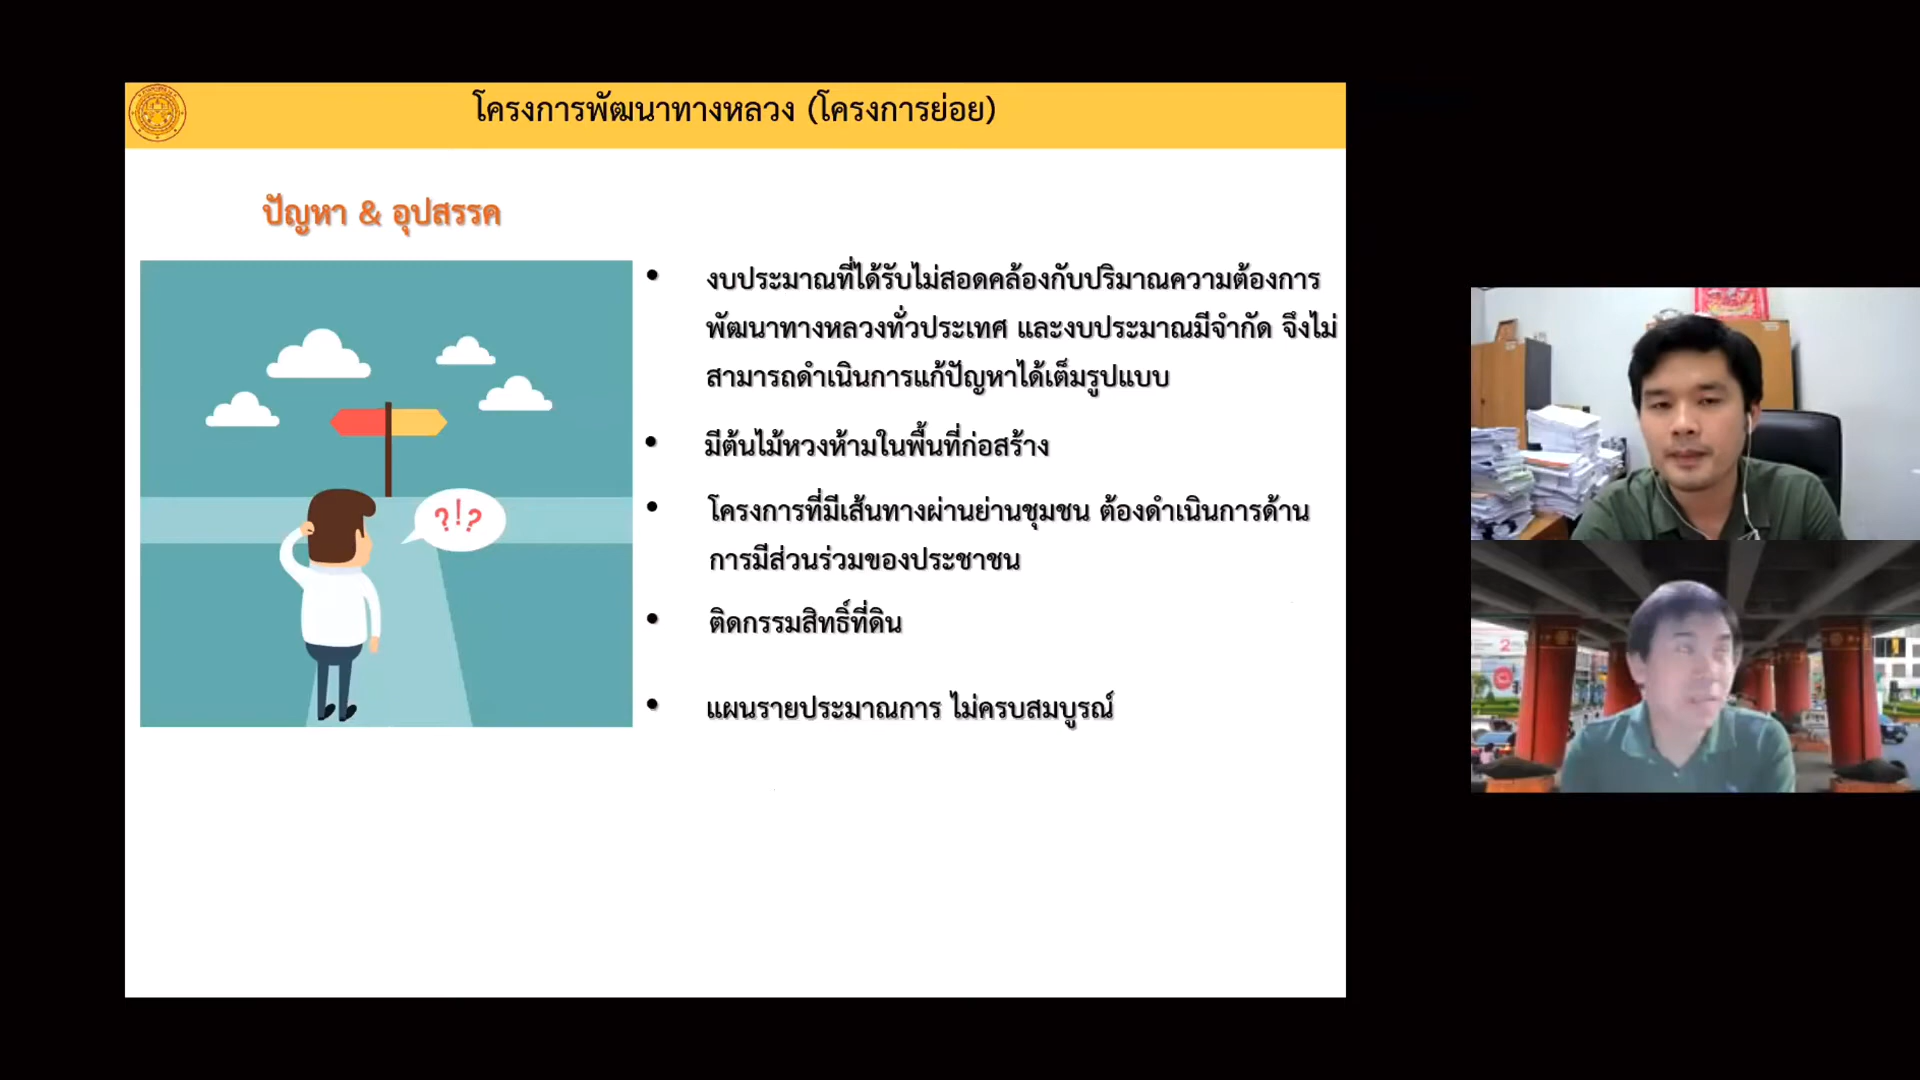 โครงการพัฒนาทางหลวง (โครงการย่อย)
ปัญหา & อุปสรรค
?!?
• งบประมาณที่ได้รับไม่สอดคล้องกับปริมาณความต้องการ
พัฒนาทางหลวงทั่วประเทศ และงบประมาณมีจำกัด จึงไม่
สามารถดำเนินการแก้ปัญหาได้เต็มรูปแบบ
• มีต้นไม้หวงห้ามในพื้นที่ก่อสร้าง
• โครงการที่มีเส้นทางผ่านย่านชุมชน ต้องดำเนินการด้าน
การมีส่วนร่วมของประชาชน
• ติดกรรมสิทธิ์ที่ดิน
• แผนรายประมาณการ ไม่ครบสมบูรณ์
2